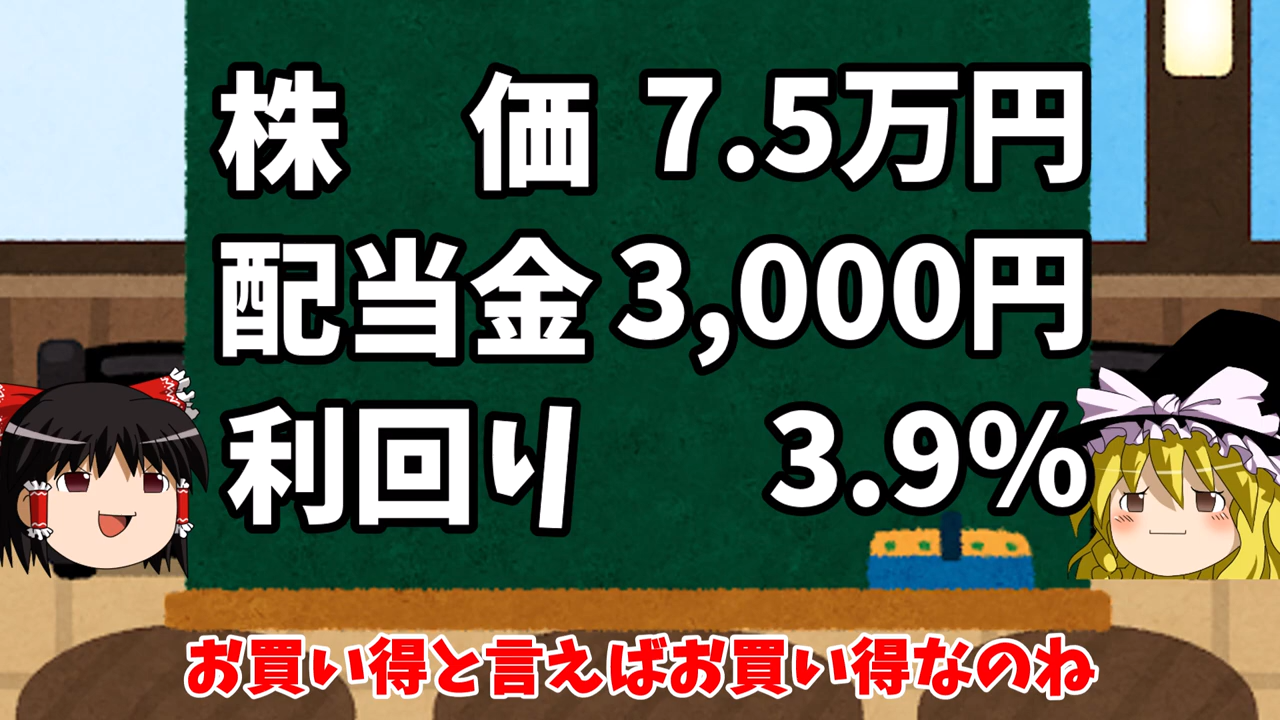 株　価 7.5万円
配当金 3,000円
利回り 3.9%
お買い得と言えばお買い得なのね